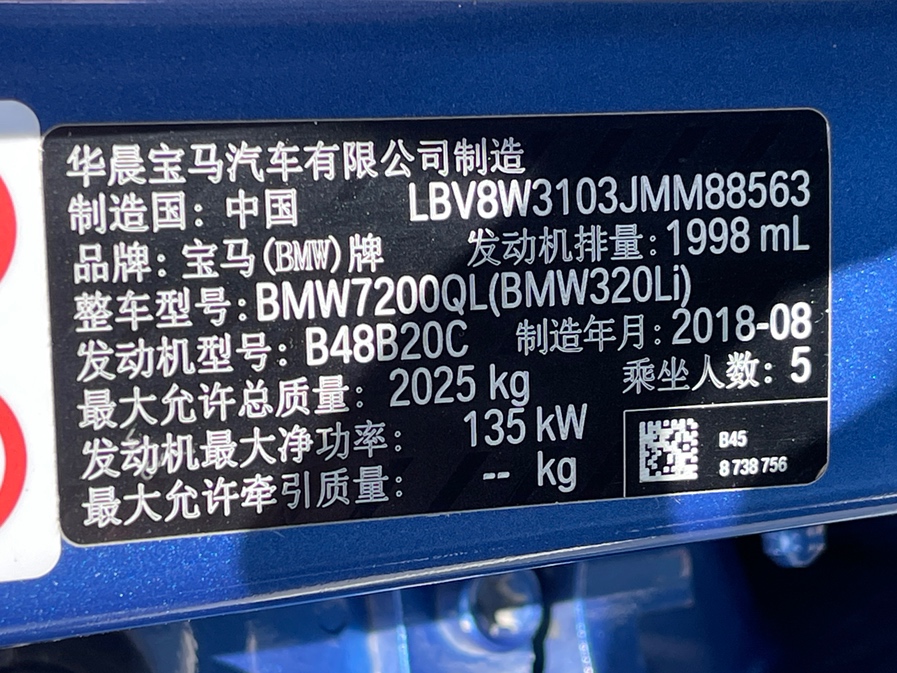 华晨宝马汽车有限公司制造
制造国：中国 LBV8W3103JMM88563
品牌：宝马(BMW)牌 发动机排量：1998 mL
整车型号：BMW7200QL(BMW320Li)
发动机型号：B48B20C 制造年月：2018-08
最大允许总质量：2025 kg 乘坐人数：5
发动机最大净功率：135 kW
最大允许牵引质量：-- kg
B45
8 738 756